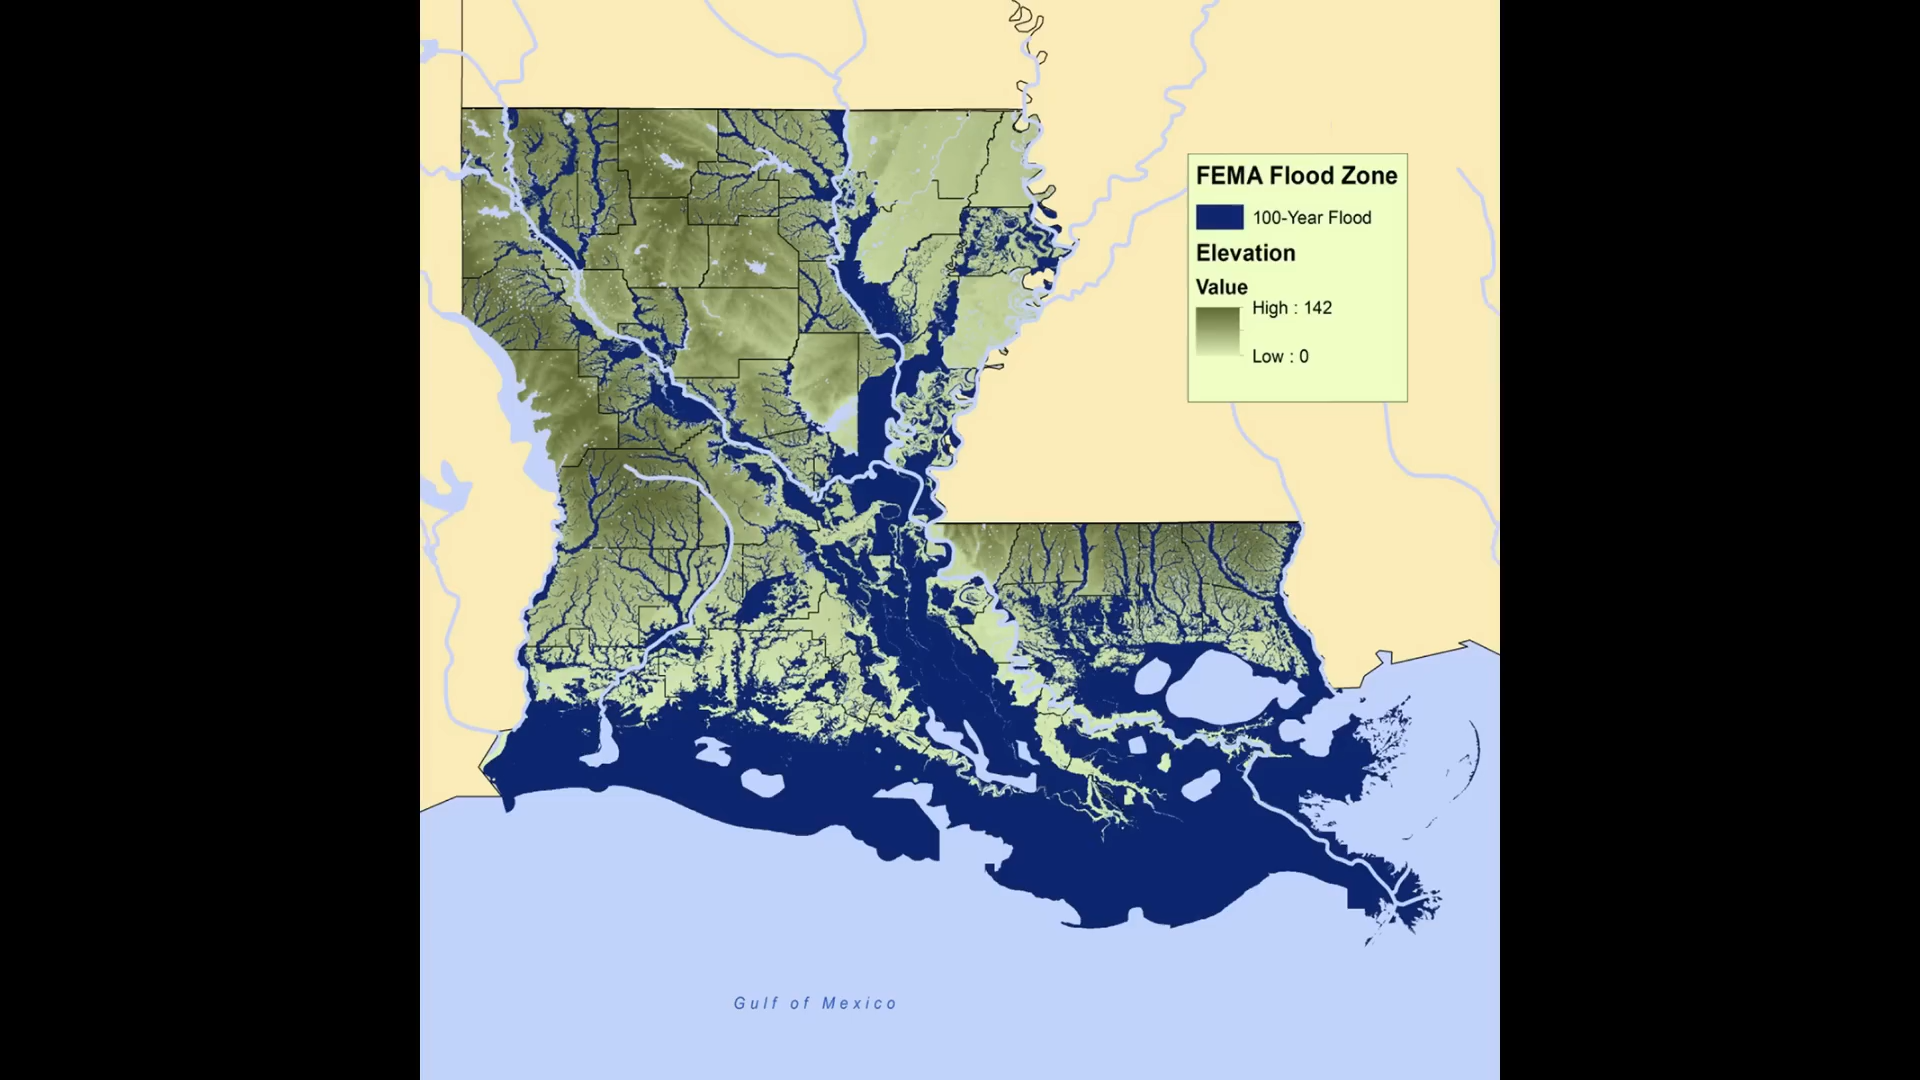 FEMA Flood Zone
100-Year Flood
Elevation
Value
High : 142
Low : 0
Gulf of Mexico